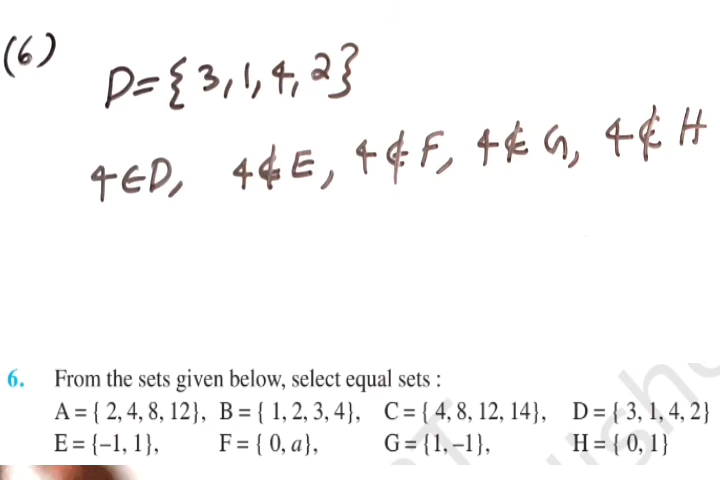 (6)
D={3,1,4,2}
4∈D, 4∉E, 4∉F, 4∉G, 4∉H
6. From the sets given below, select equal sets :
A = { 2, 4, 8, 12}, B = { 1, 2, 3, 4}, C = { 4, 8, 12, 14}, D = { 3, 1, 4, 2}
E = {–1, 1}, F = { 0, a}, G = {1, –1}, H = { 0, 1}